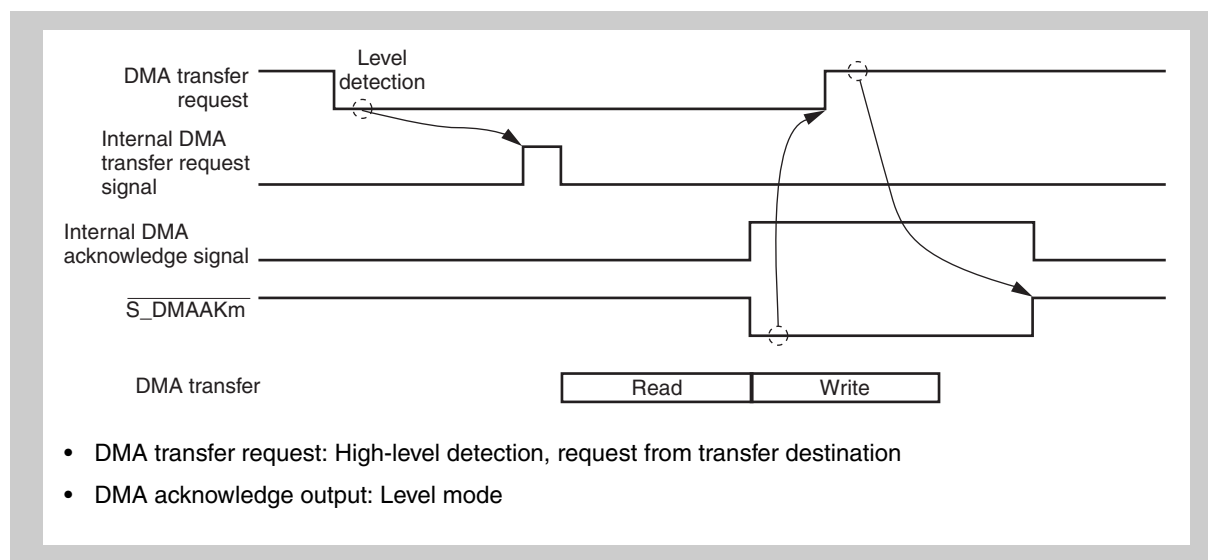 Level
detection
DMA transfer
request
Internal DMA
transfer request
signal
Internal DMA
acknowledge signal
S_DMAAKm
DMA transfer
Read
Write
• DMA transfer request: High-level detection, request from transfer destination
• DMA acknowledge output: Level mode